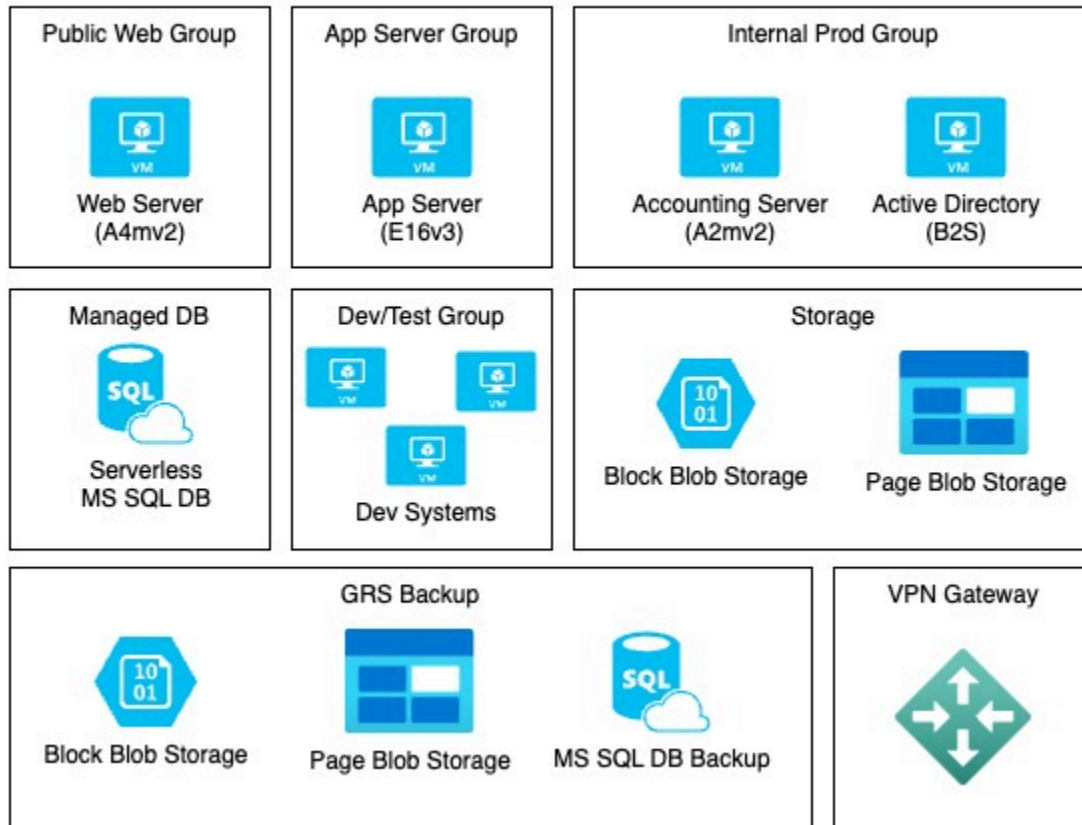 Public Web Group
VM
Web Server
(A4mv2)
App Server Group
VM
App Server
(E16v3)
Internal Prod Group
VM
Accounting Server
(A2mv2)
VM
Active Directory
(B2S)
Managed DB
SQL
Serverless
MS SQL DB
Dev/Test Group
VM
VM
VM
Dev Systems
Storage
10
01
Block Blob Storage
Page Blob Storage
GRS Backup
10
01
Block Blob Storage
Page Blob Storage
SQL
MS SQL DB Backup
VPN Gateway